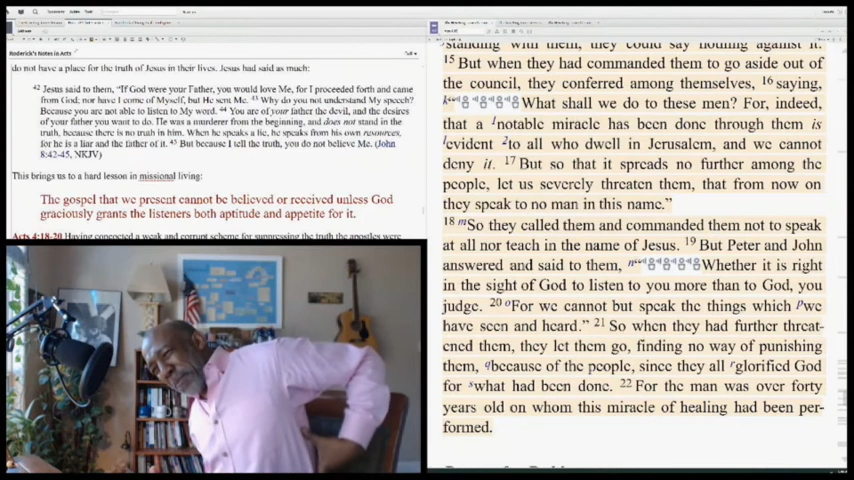 Roderick's Notes in Acts
do not have a place for the truth of Jesus in their lives. Jesus had said as much:
42 Jesus said to them, "If God were your Father, you would love Me, for I proceeded forth and came
from God; nor have I come of Myself, but He sent Me. 43 Why do you not understand My speech?
Because you are not able to listen to My word. 44 You are of your father the devil, and the desires
of your father you want to do. He was a murderer from the beginning, and does not stand in the
truth, because there is no truth in him. When he speaks a lie, he speaks from his own resources,
for he is a liar and the father of it. 45 But because I tell the truth, you do not believe Me. (John
8:42-45, NKJV)
This brings us to a hard lesson in missional living:
The gospel that we present cannot be believed or received unless God
graciously grants the listeners both aptitude and appetite for it.
Acts 4:18-20 Having concocted a weak and corrupt scheme for suppressing the truth the apostles were
standing with them, they could say nothing against it.
15 But when they had commanded them to go aside out of
the council, they conferred among themselves, 16 saying,
k What shall we do to these men? For, indeed,
that a l notable miracle has been done through them is
l evident 2 to all who dwell in Jerusalem, and we cannot
deny it. 17 But so that it spreads no further among the
people, let us severely threaten them, that from now on
they speak to no man in this name."
18 m So they called them and commanded them not to speak
at all nor teach in the name of Jesus. 19 But Peter and John
answered and said to them, n " Whether it is right
in the sight of God to listen to you more than to God, you
judge. 20 o For we cannot but speak the things which p we
have seen and heard." 21 So when they had further threat-
ened them, they let them go, finding no way of punishing
them, q because of the people, since they all r glorified God
for s what had been done. 22 For the man was over forty
years old on whom this miracle of healing had been per-
formed.